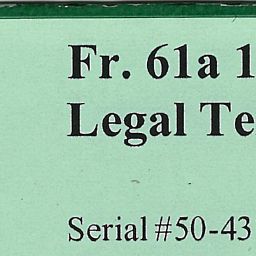 Fr. 61a 1
Legal Te
Serial #50-43